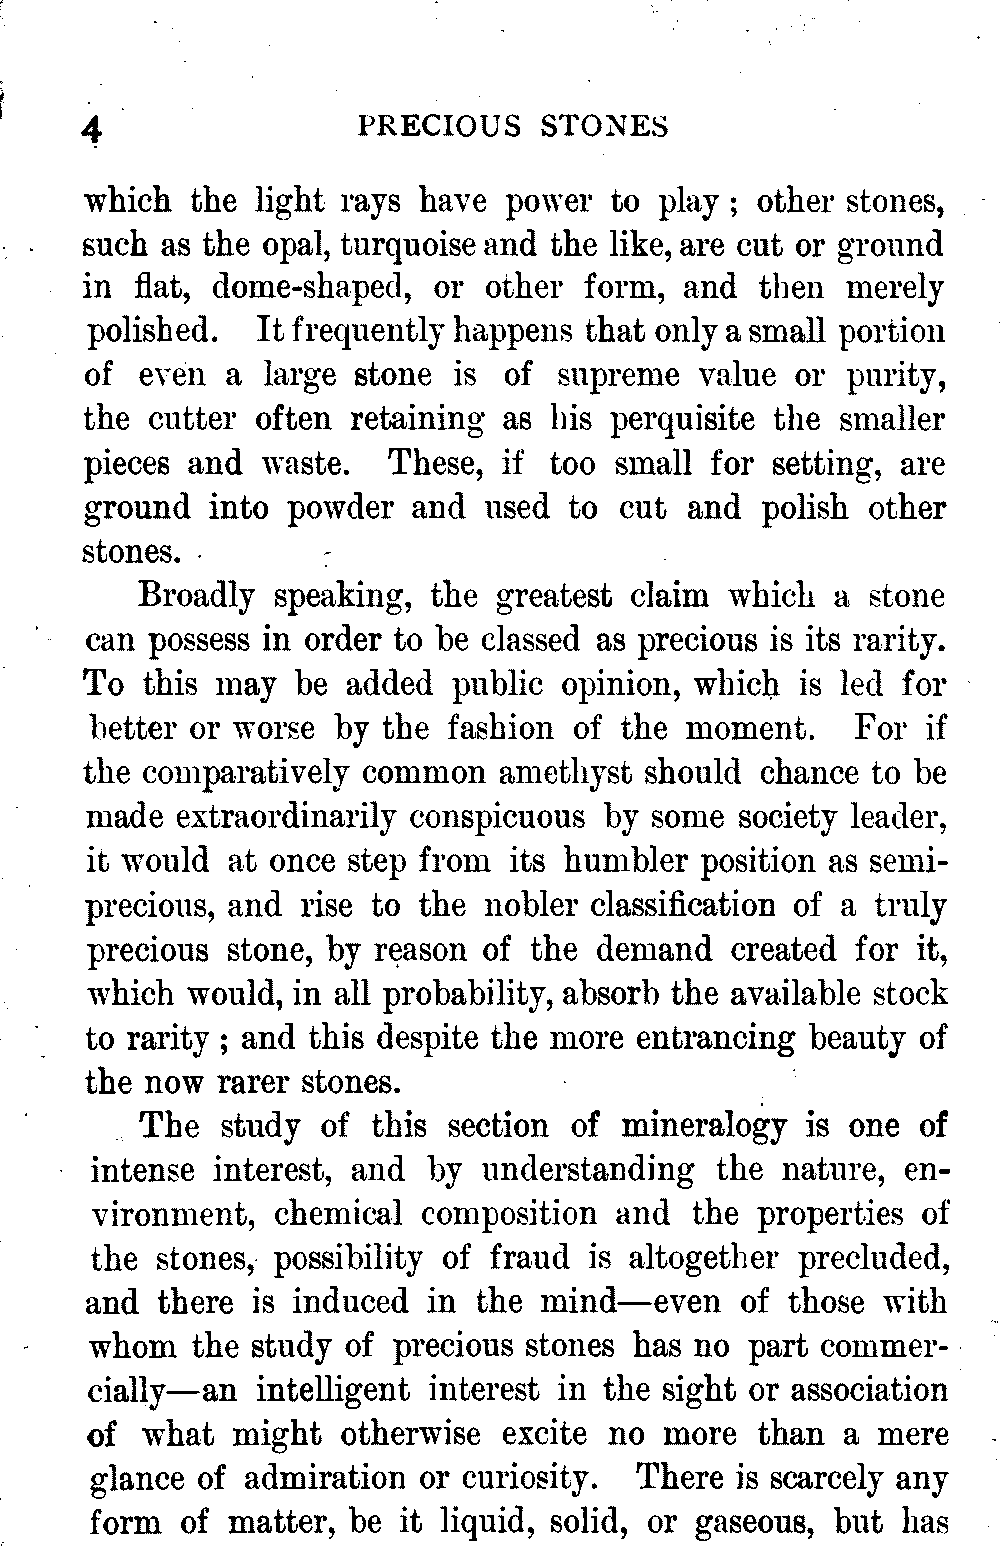 4 PRECIOUS STONES
which the light rays have power to play ; other stones,
such as the opal, turquoise and the like, are cut or ground
in flat, dome-shaped, or other form, and then merely
polished. It frequently happens that only a small portion
of even a large stone is of supreme value or purity,
the cutter often retaining as his perquisite the smaller
pieces and waste. These, if too small for setting, are
ground into powder and used to cut and polish other
stones.
Broadly speaking, the greatest claim which a stone
can possess in order to be classed as precious is its rarity.
To this may be added public opinion, which is led for
better or worse by the fashion of the moment. For if
the comparatively common amethyst should chance to be
made extraordinarily conspicuous by some society leader,
it would at once step from its humbler position as semi-
precious, and rise to the nobler classification of a truly
precious stone, by reason of the demand created for it,
which would, in all probability, absorb the available stock
to rarity ; and this despite the more entrancing beauty of
the now rarer stones.
The study of this section of mineralogy is one of
intense interest, and by understanding the nature, en-
vironment, chemical composition and the properties of
the stones, possibility of fraud is altogether precluded,
and there is induced in the mind—even of those with
whom the study of precious stones has no part commer-
cially—an intelligent interest in the sight or association
of what might otherwise excite no more than a mere
glance of admiration or curiosity. There is scarcely any
form of matter, be it liquid, solid, or gaseous, but has